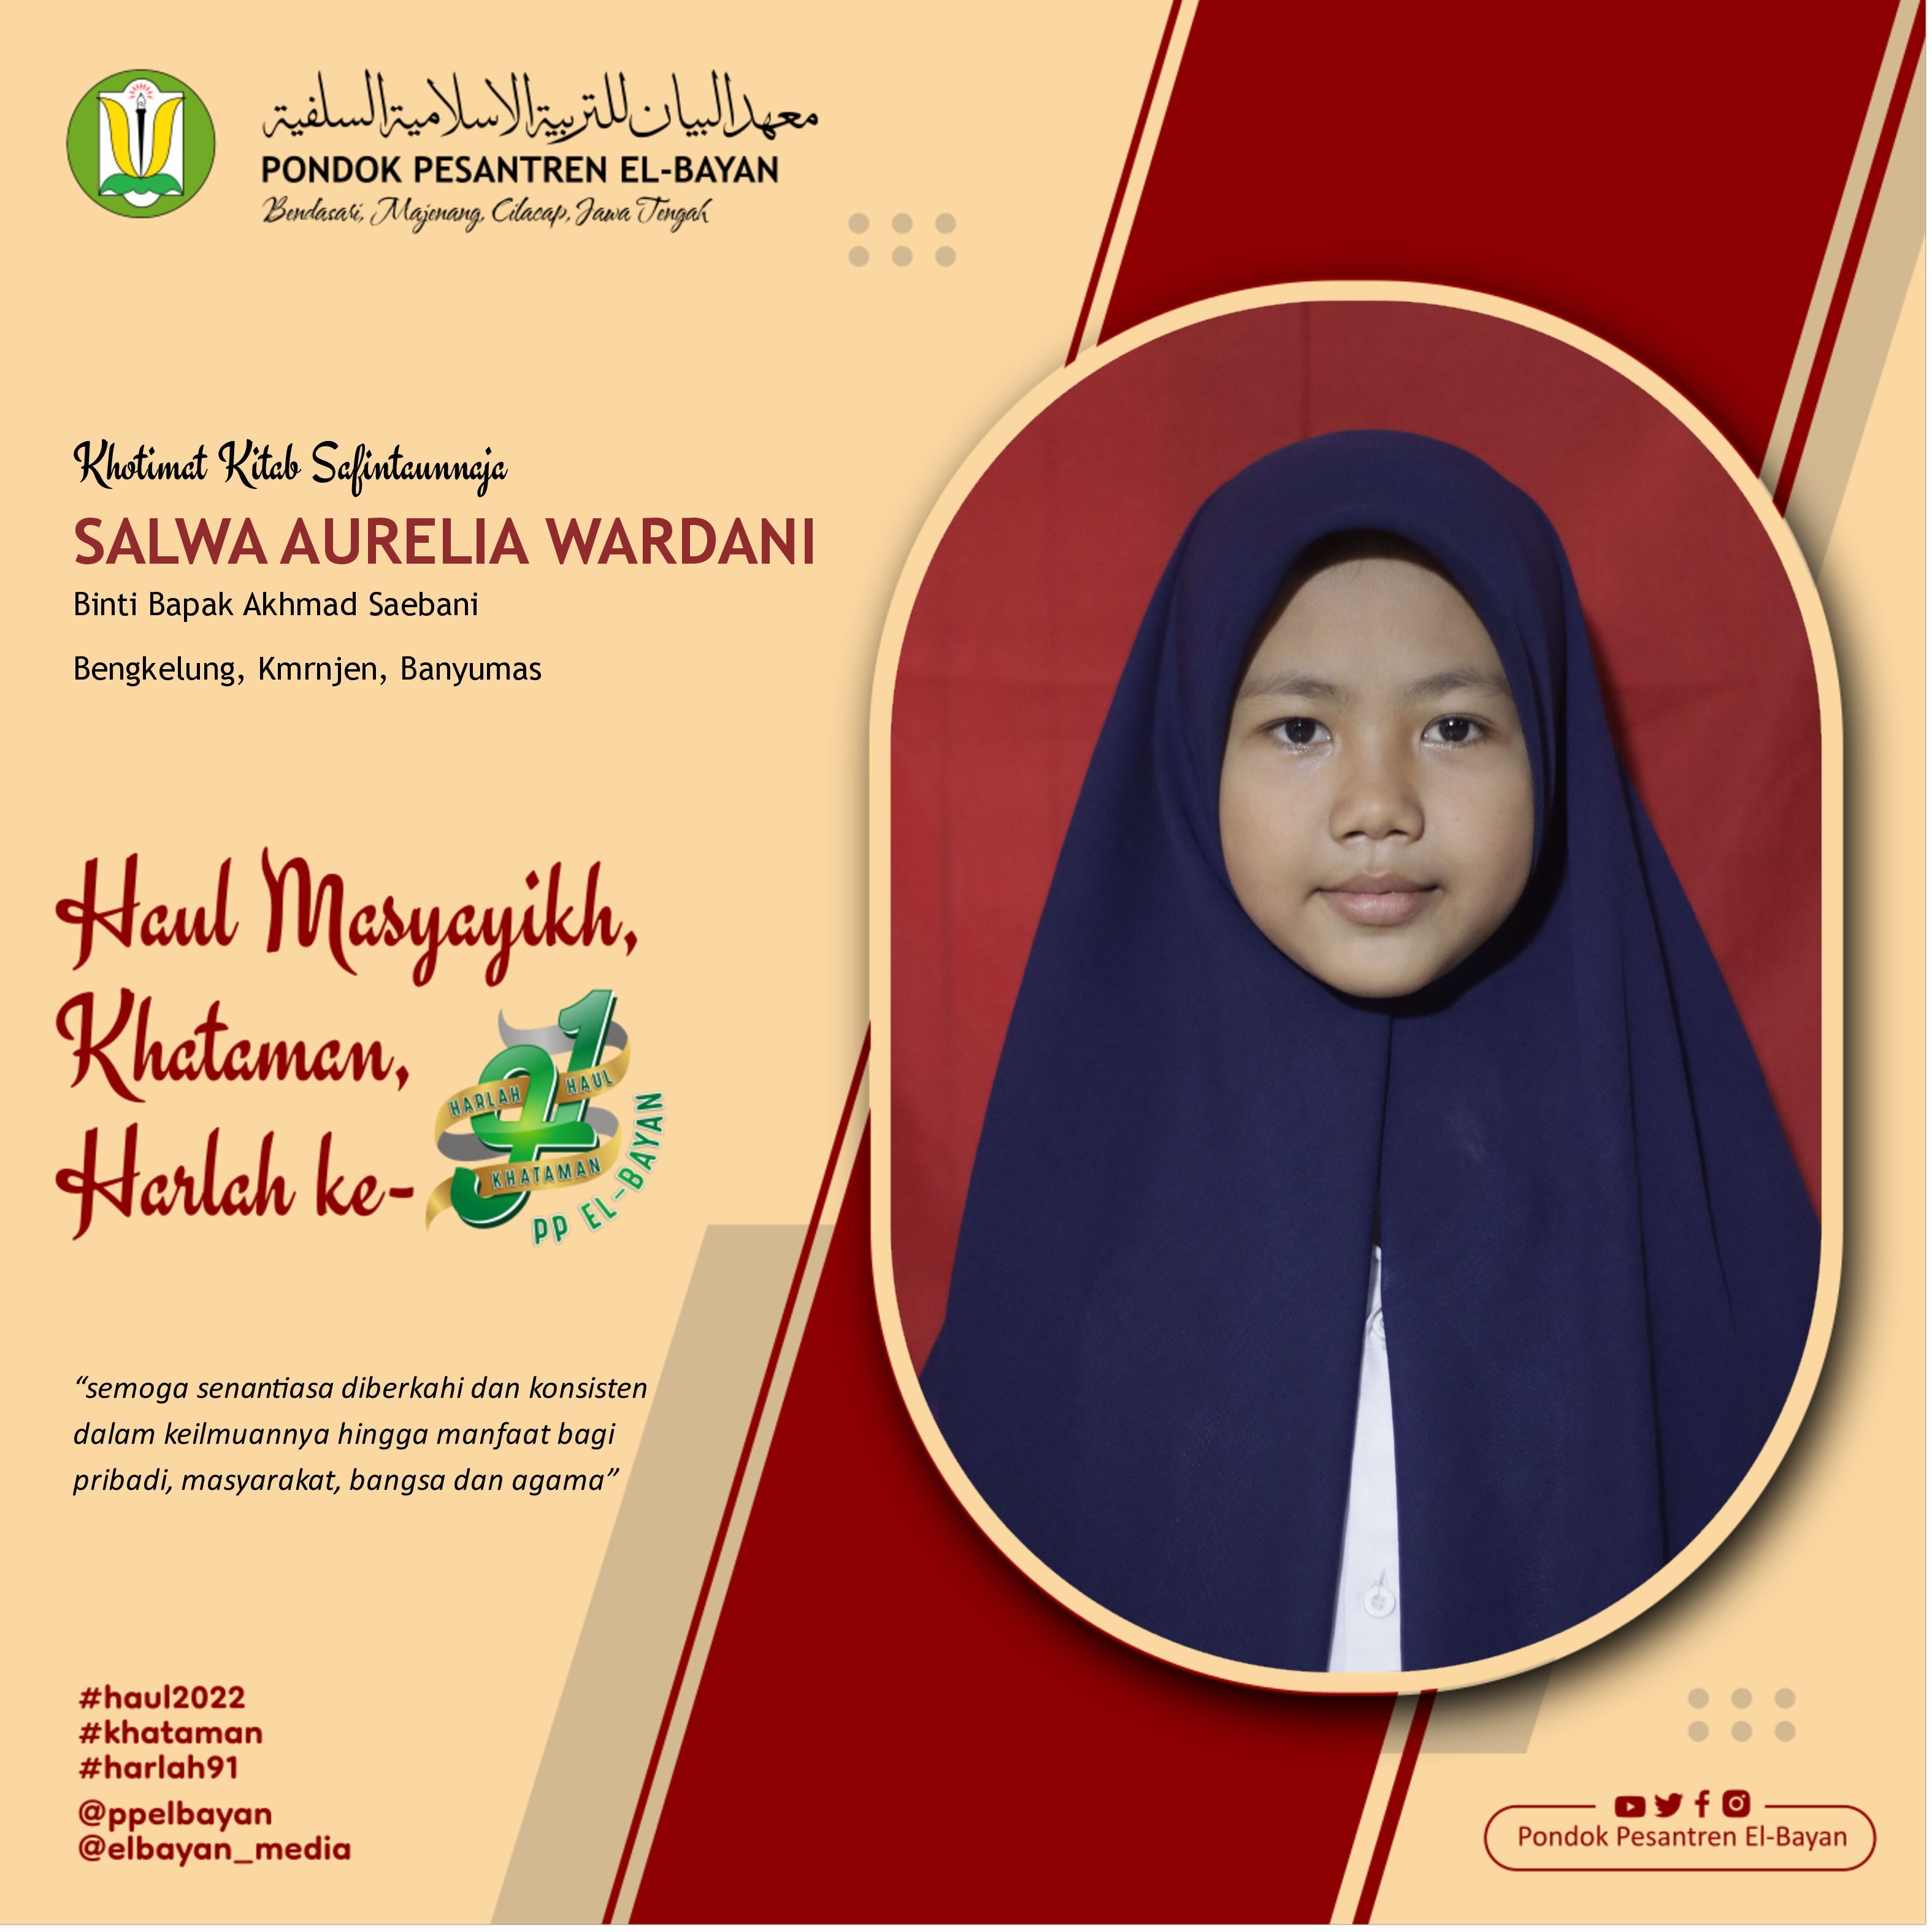 معهد البيان للتربية الاسلامية السلفية
PONDOK PESANTREN EL-BAYAN
Bendasari, Majenang, Cilacap, Jawa Tengah
Khotimat Kitab Safintaunnaja
SALWA AURELIA WARDANI
Binti Bapak Akhmad Saebani
Bengkelung, Kmrnjen, Banyumas
Haul Masyayikh,
Khataman,
Harlah ke-
91
HARLAH HAUL
KHATAMAN
PP EL-BAYAN
“semoga senantiasa diberkahi dan konsisten
dalam keilmuannya hingga manfaat bagi
pribadi, masyarakat, bangsa dan agama”
#haul2022
#khataman
#harlah91
@ppelbayan
@elbayan_media
Pondok Pesantren El-Bayan